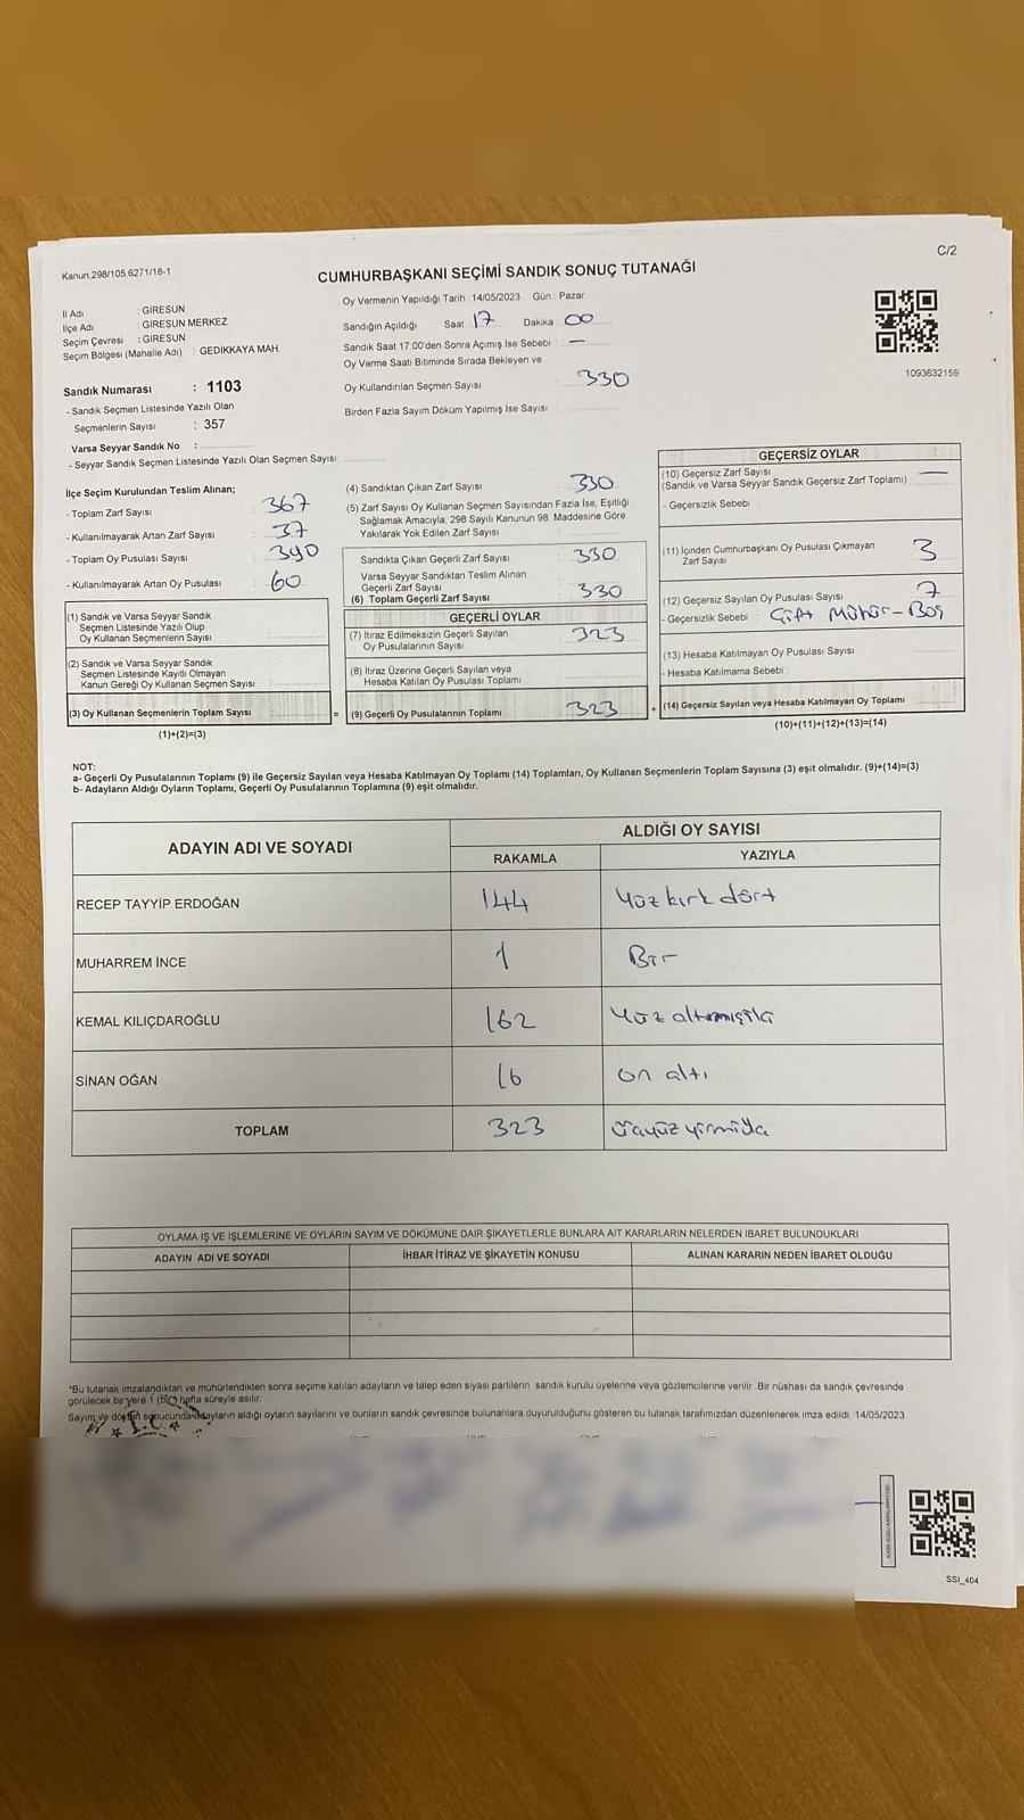 Kanun.298/105.6271/16-1
C/2
CUMHURBAŞKANI SEÇİMİ SANDIK SONUÇ TUTANAĞI
İl Adı : GİRESUN
İlçe Adı : GİRESUN MERKEZ
Seçim Çevresi : GİRESUN
Seçim Bölgesi (Mahalle Adı) : GEDİKKAYA MAH.
Oy Vermenin Yapıldığı Tarih 14/05/2023 Gün : Pazar
Sandığın Açıldığı Saat 17 Dakika 00
Sandık Saat 17:00'den Sonra Açımış İse Sebebi : —
Oy Verme Saati Bitiminde Sırada Bekleyen ve
Oy Kullandırılan Seçmen Sayısı 330
Birden Fazla Sayım Döküm Yapılmış İse Sayısı
1093632156
Sandık Numarası : 1103
- Sandık Seçmen Listesinde Yazılı Olan
Seçmenlerin Sayısı : 357
Varsa Seyyar Sandık No :
- Seyyar Sandık Seçmen Listesinde Yazılı Olan Seçmen Sayısı
İlçe Seçim Kurulundan Teslim Alınan;
- Toplam Zarf Sayısı 367
- Kullanılmayarak Artan Zarf Sayısı 37
- Toplam Oy Pusulası Sayısı 390
- Kullanılmayarak Artan Oy Pusulası 60
(1) Sandık ve Varsa Seyyar Sandık
Seçmen Listesinde Yazılı Olup
Oy Kullanan Seçmenlerin Sayısı
(2) Sandık ve Varsa Seyyar Sandık
Seçmen Listesinde Kayıtlı Olmayan
Kanun Gereği Oy Kullanan Seçmen Sayısı
(3) Oy Kullanan Seçmenlerin Toplam Sayısı
(1)+(2)=(3)
(4) Sandıktan Çıkan Zarf Sayısı 330
(5) Zarf Sayısı Oy Kullanan Seçmen Sayısından Fazla İse, Eşitliği
Sağlamak Amacıyla, 298 Sayılı Kanunun 98. Maddesine Göre
Yakılarak Yok Edilen Zarf Sayısı
Sandıkta Çıkan Geçerli Zarf Sayısı 330
Varsa Seyyar Sandıktan Teslim Alınan
Geçerli Zarf Sayısı
(6) Toplam Geçerli Zarf Sayısı 330
GEÇERLİ OYLAR
(7) İtiraz Edilmeksizin Geçerli Sayılan
Oy Pusulalarının Sayısı 323
(8) İtiraz Üzerine Geçerli Sayılan veya
Hesaba Katılan Oy Pusulası Toplamı
= (9) Geçerli Oy Pusulalarının Toplamı 323
GEÇERSİZ OYLAR
(10) Geçersiz Zarf Sayısı —
(Sandık ve Varsa Seyyar Sandık Geçersiz Zarf Toplamı)
- Geçersizlik Sebebi
(11) İçinden Cumhurbaşkanı Oy Pusulası Çıkmayan
Zarf Sayısı 3
(12) Geçersiz Sayılan Oy Pusulası Sayısı 7
- Geçersizlik Sebebi Çift Mühür - Boş
(13) Hesaba Katılmayan Oy Pusulası Sayısı
- Hesaba Katılmama Sebebi
+ (14) Geçersiz Sayılan veya Hesaba Katılmayan Oy Toplamı
(10)+(11)+(12)+(13)=(14)
NOT:
a- Geçerli Oy Pusulalarının Toplamı (9) ile Geçersiz Sayılan veya Hesaba Katılmayan Oy Toplamı (14) Toplamları, Oy Kullanan Seçmenlerin Toplam Sayısına (3) eşit olmalıdır. (9)+(14)=(3)
b- Adayların Aldığı Oyların Toplamı, Geçerli Oy Pusulalarının Toplamına (9) eşit olmalıdır.
ADAYIN ADI VE SOYADI
ALDIĞI OY SAYISI
RAKAMLA YAZIYLA
RECEP TAYYİP ERDOĞAN 144 Yüz kırk dört
MUHARREM İNCE 1 Bir
KEMAL KILIÇDAROĞLU 162 Yüz altmışiki
SİNAN OĞAN 16 on altı
TOPLAM 323 üçyüz yirmiüç
OYLAMA İŞ VE İŞLEMLERİNE VE OYLARIN SAYIM VE DÖKÜMÜNE DAİR ŞİKAYETLERLE BUNLARA AİT KARARLARIN NELERDEN İBARET BULUNDUKLARI
ADAYIN ADI VE SOYADI İHBAR İTİRAZ VE ŞİKAYETİN KONUSU ALINAN KARARIN NEDEN İBARET OLDUĞU
*Bu tutanak imzalandıktan ve mühürlendikten sonra seçime katılan adayların ve talep eden siyasi partilerin sandık kurulu üyelerine veya gözlemcilerine verilir. Bir nüshası da sandık çevresinde
görülecek bir yere 1 (bir) hafta süreyle asılır.
Sayım ve döküm sonucunda adayların aldığı oyların sayılarını ve bunların sandık çevresinde bulunanlara duyurulduğunu gösteren bu tutanak tarafımızdan düzenlenerek imza edildi. 14/05/2023
T.C.
SSI_404